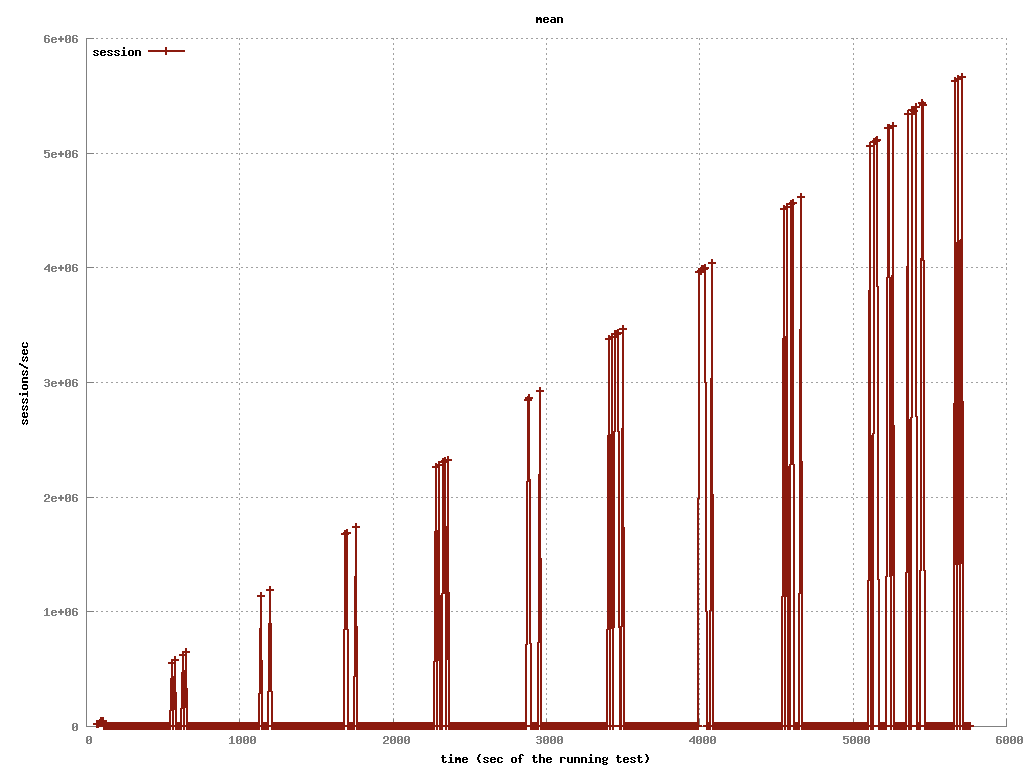 mean
session
6e+06
5e+06
4e+06
3e+06
2e+06
1e+06
0
sessions/sec
0 1000 2000 3000 4000 5000 6000
time (sec of the running test)